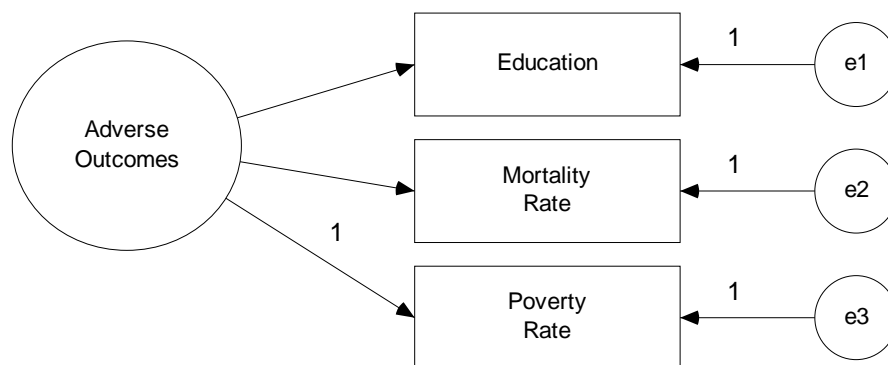 1
Education
e1
Adverse
Outcomes
1
Mortality
Rate
e2
1
1
Poverty
Rate
e3